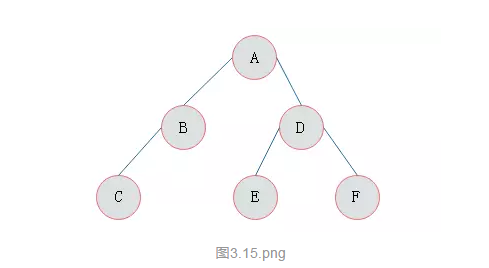 A
B D
C E F
图3.15.png